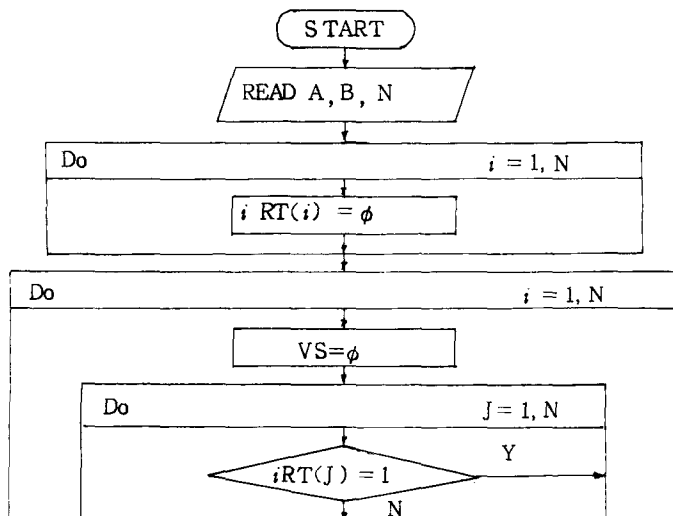 START
READ A, B, N
Do i = 1, N
i RT(i) = ϕ
Do i = 1, N
VS=ϕ
Do J = 1, N
iRT(J) = 1
Y
N